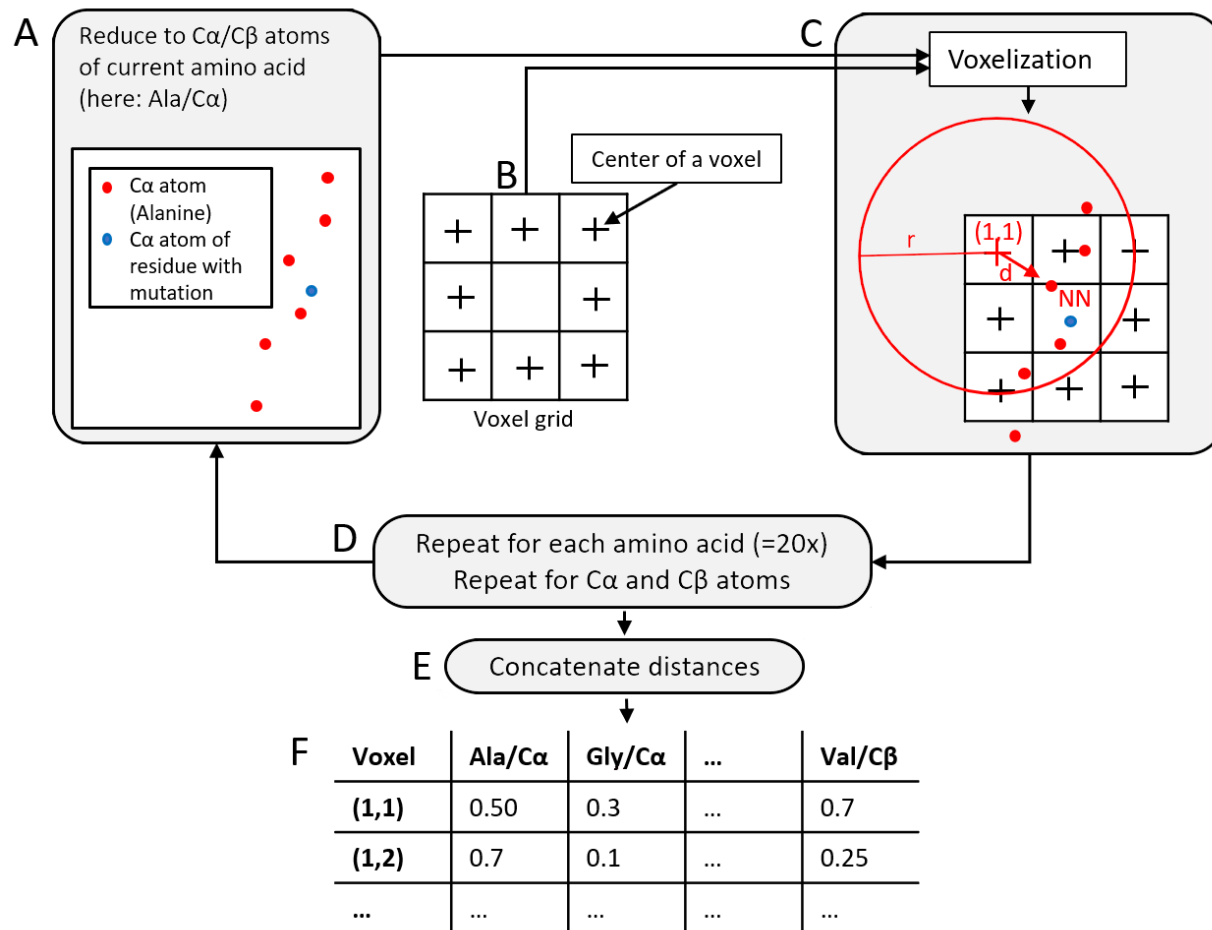 A
Reduce to Cα/Cβ atoms
of current amino acid
(here: Ala/Cα)
Cα atom
(Alanine)
Cα atom of
residue with
mutation
B
Center of a voxel
Voxel grid
C
Voxelization
(1,1)
r
d
NN
D
Repeat for each amino acid (=20x)
Repeat for Cα and Cβ atoms
E
Concatenate distances
F
Voxel Ala/Cα Gly/Cα ... Val/Cβ
(1,1) 0.50 0.3 ... 0.7
(1,2) 0.7 0.1 ... 0.25
... ... ... ... ...